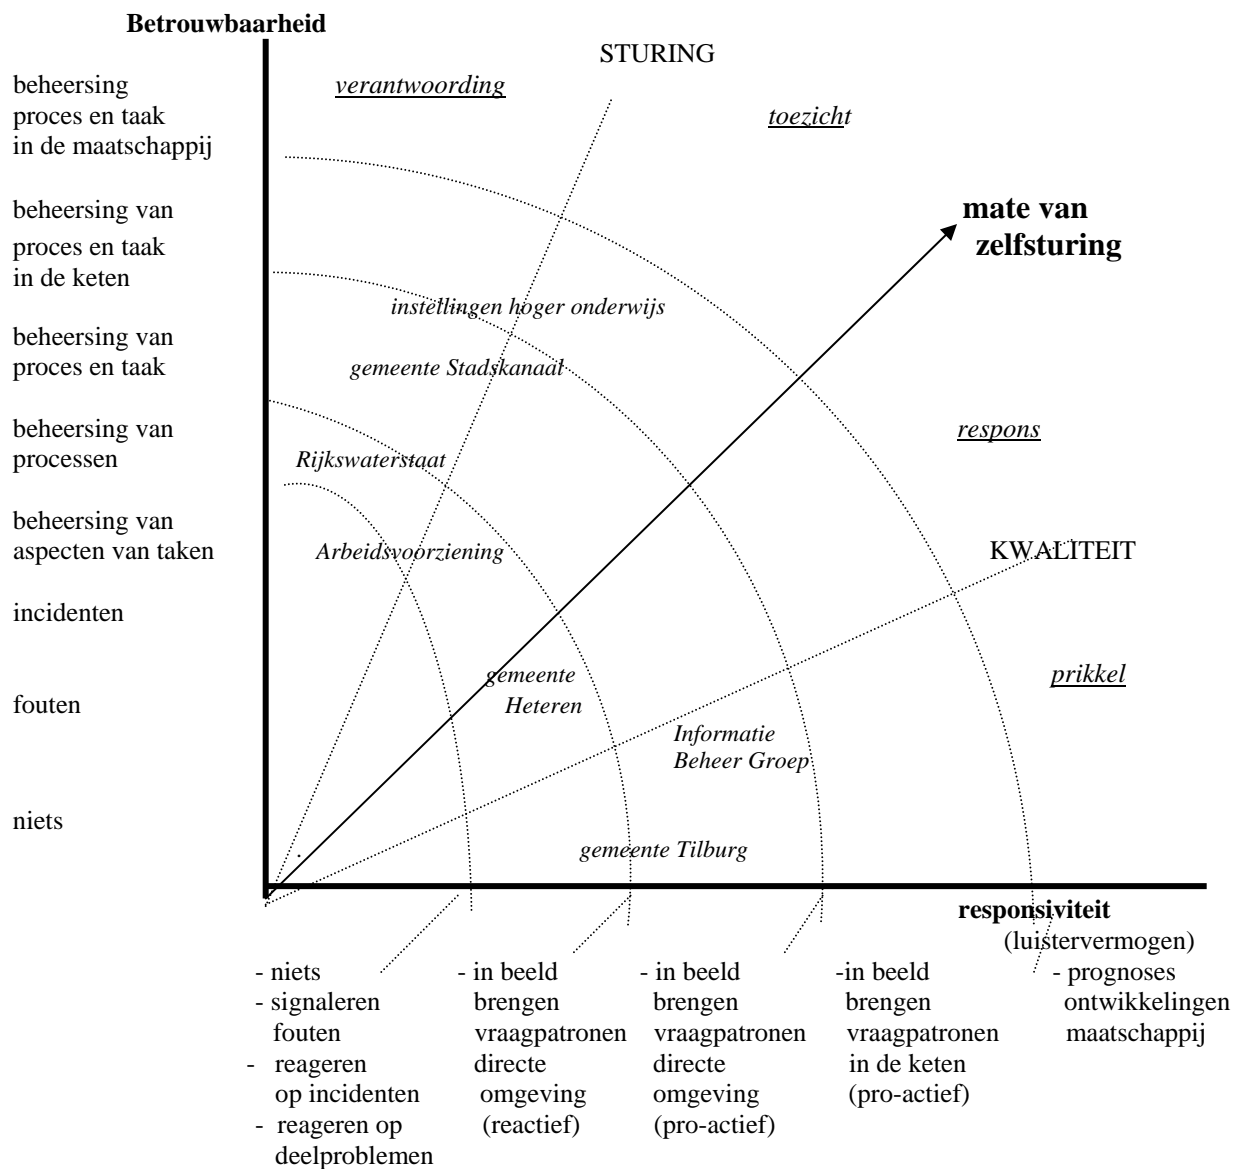 Betrouwbaarheid
STURING
beheersing
proces en taak
in de maatschappij
verantwoording
toezicht
beheersing van
proces en taak
in de keten
mate van
zelfsturing
instellingen hoger onderwijs
beheersing van
proces en taak
gemeente Stadskanaal
beheersing van
processen
Rijkswaterstaat
respons
beheersing van
aspecten van taken
Arbeidsvoorziening
KWALITEIT
incidenten
gemeente
Heteren
prikkel
fouten
Informatie
Beheer Groep
niets
gemeente Tilburg
responsiviteit
(luistervermogen)
- niets
- signaleren
fouten
- reageren
op incidenten
- reageren op
deelproblemen
- in beeld
brengen
vraagpatronen
directe
omgeving
(reactief)
- in beeld
brengen
vraagpatronen
directe
omgeving
(pro-actief)
-in beeld
brengen
vraagpatronen
in de keten
(pro-actief)
- prognoses
ontwikkelingen
maatschappij